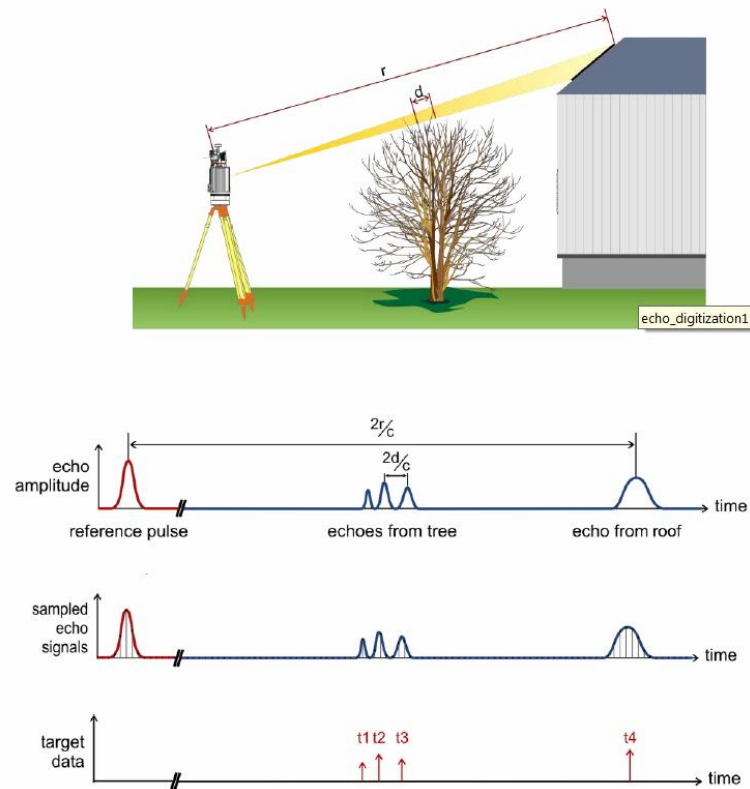 r
d
echo_digitization1
2r/c
echo
amplitude
2d/c
time
reference pulse
echoes from tree
echo from roof
sampled
echo
signals
time
target
data
t1
t2
t3
t4
time